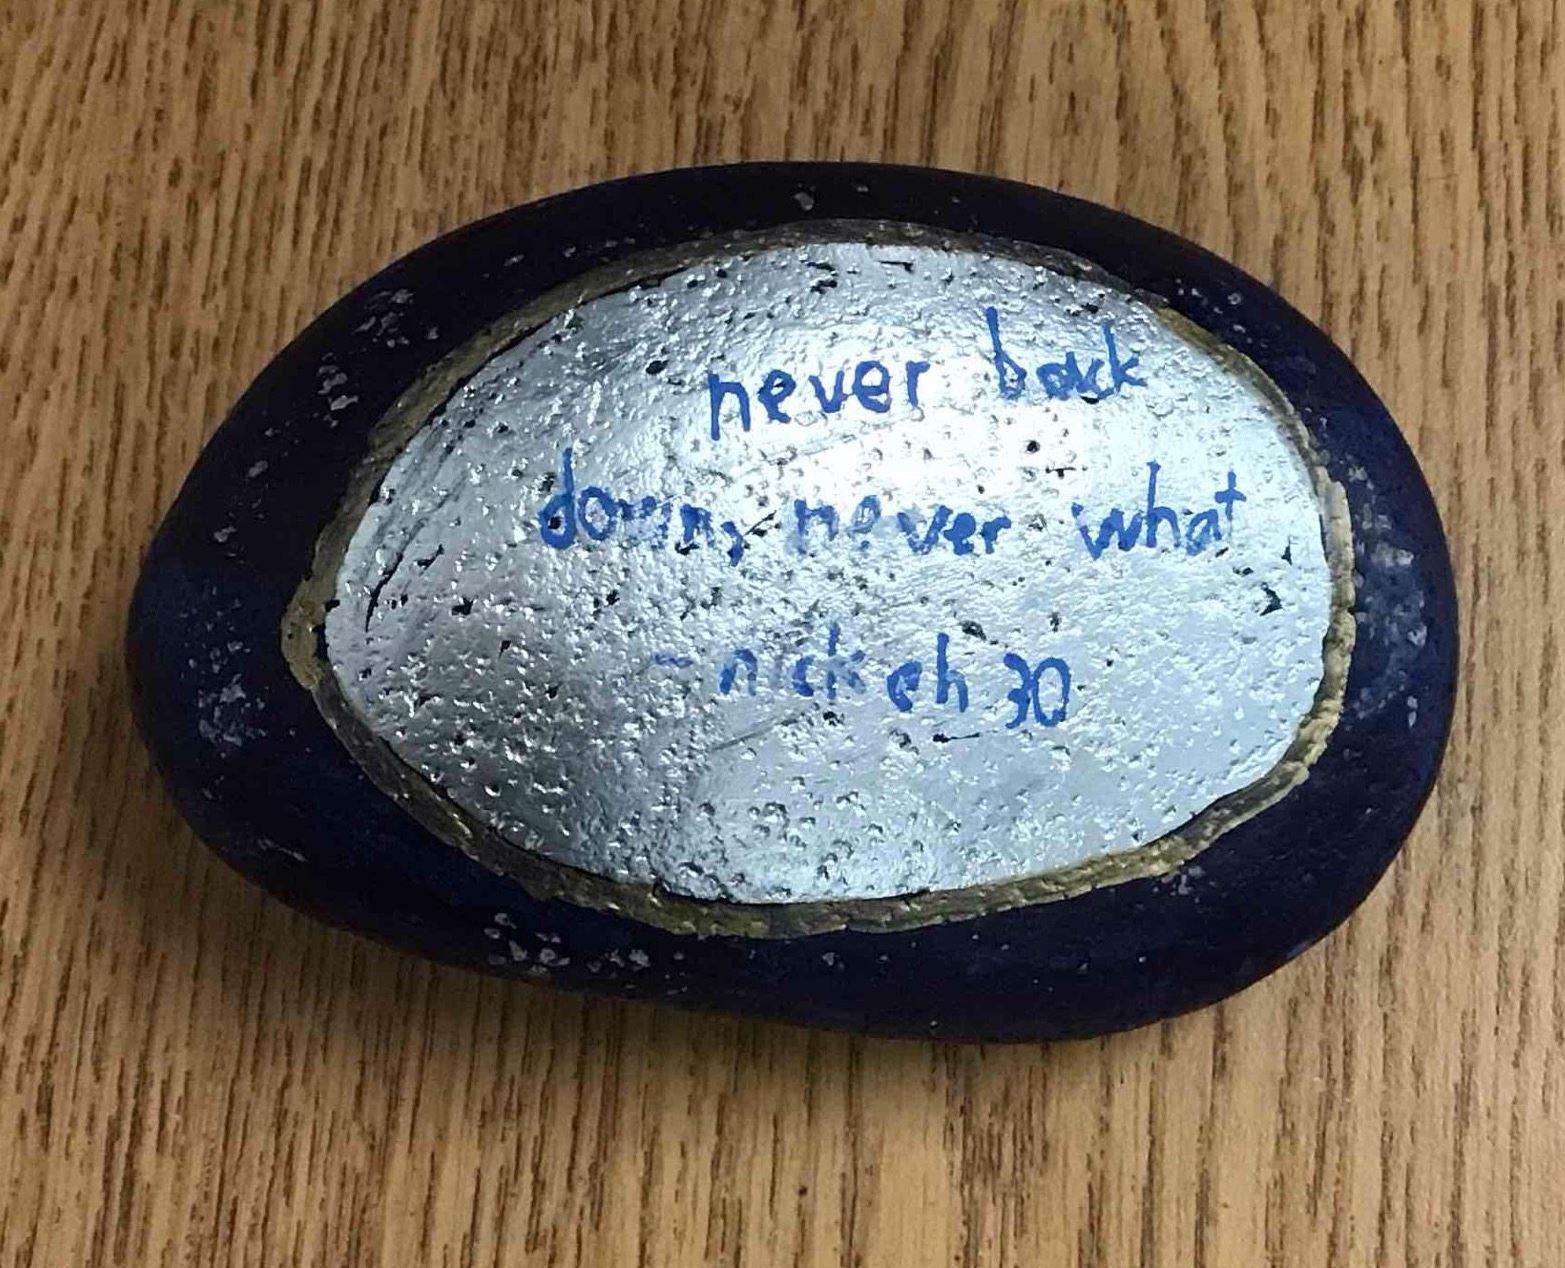 never back
down, never what
- nick eh 30